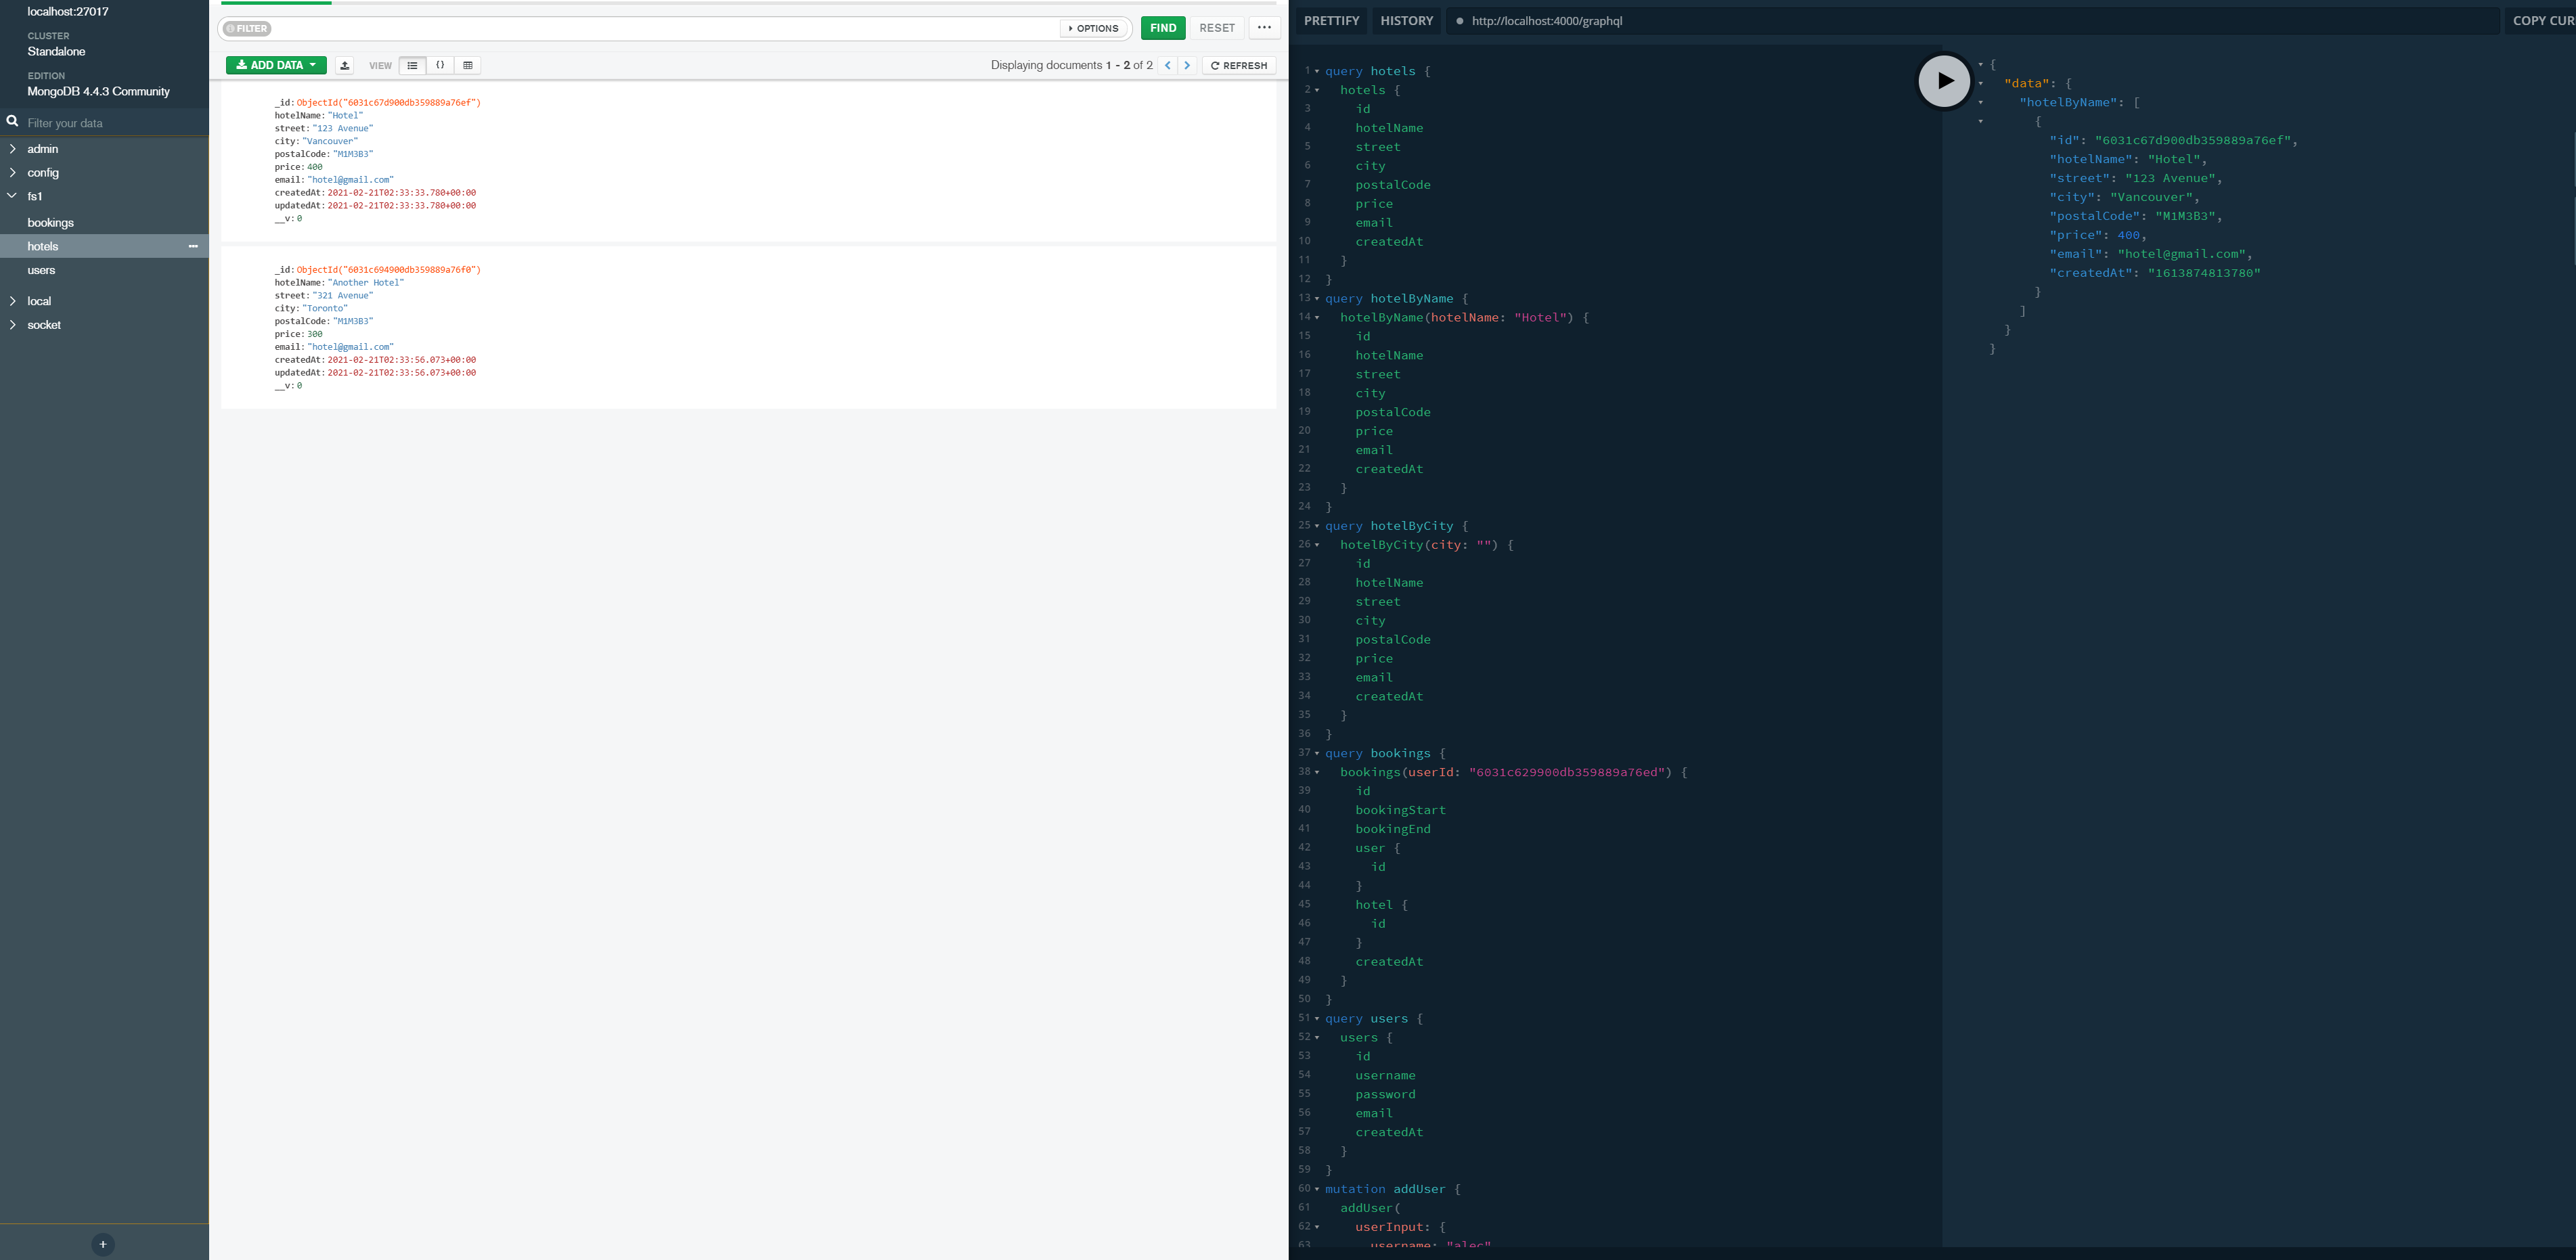 localhost:27017
CLUSTER
Standalone
EDITION
MongoDB 4.4.3 Community
Filter your data
admin
config
fs1
bookings
hotels
users
local
socket
FILTER
OPTIONS
FIND
RESET
ADD DATA
VIEW
{}
Displaying documents 1 - 2 of 2
REFRESH
_id: ObjectId("6031c67d900db359889a76ef")
hotelName: "Hotel"
street: "123 Avenue"
city: "Vancouver"
postalCode: "M1M3B3"
price: 400
email: "hotel@gmail.com"
createdAt: 2021-02-21T02:33:33.780+00:00
updatedAt: 2021-02-21T02:33:33.780+00:00
__v: 0
_id: ObjectId("6031c694900db359889a76f0")
hotelName: "Another Hotel"
street: "321 Avenue"
city: "Toronto"
postalCode: "M1M3B3"
price: 300
email: "hotel@gmail.com"
createdAt: 2021-02-21T02:33:56.073+00:00
updatedAt: 2021-02-21T02:33:56.073+00:00
__v: 0
PRETTIFY
HISTORY
http://localhost:4000/graphql
COPY CUR
1 query hotels {
2 hotels {
3 id
4 hotelName
5 street
6 city
7 postalCode
8 price
9 email
10 createdAt
11 }
12 }
13 query hotelByName {
14 hotelByName(hotelName: "Hotel") {
15 id
16 hotelName
17 street
18 city
19 postalCode
20 price
21 email
22 createdAt
23 }
24 }
25 query hotelByCity {
26 hotelByCity(city: "") {
27 id
28 hotelName
29 street
30 city
31 postalCode
32 price
33 email
34 createdAt
35 }
36 }
37 query bookings {
38 bookings(userId: "6031c629900db359889a76ed") {
39 id
40 bookingStart
41 bookingEnd
42 user {
43 id
44 }
45 hotel {
46 id
47 }
48 createdAt
49 }
50 }
51 query users {
52 users {
53 id
54 username
55 password
56 email
57 createdAt
58 }
59 }
60 mutation addUser {
61 addUser(
62 userInput: {
63 username: "alec"
{
"data": {
"hotelByName": [
{
"id": "6031c67d900db359889a76ef",
"hotelName": "Hotel",
"street": "123 Avenue",
"city": "Vancouver",
"postalCode": "M1M3B3",
"price": 400,
"email": "hotel@gmail.com",
"createdAt": "1613874813780"
}
]
}
}